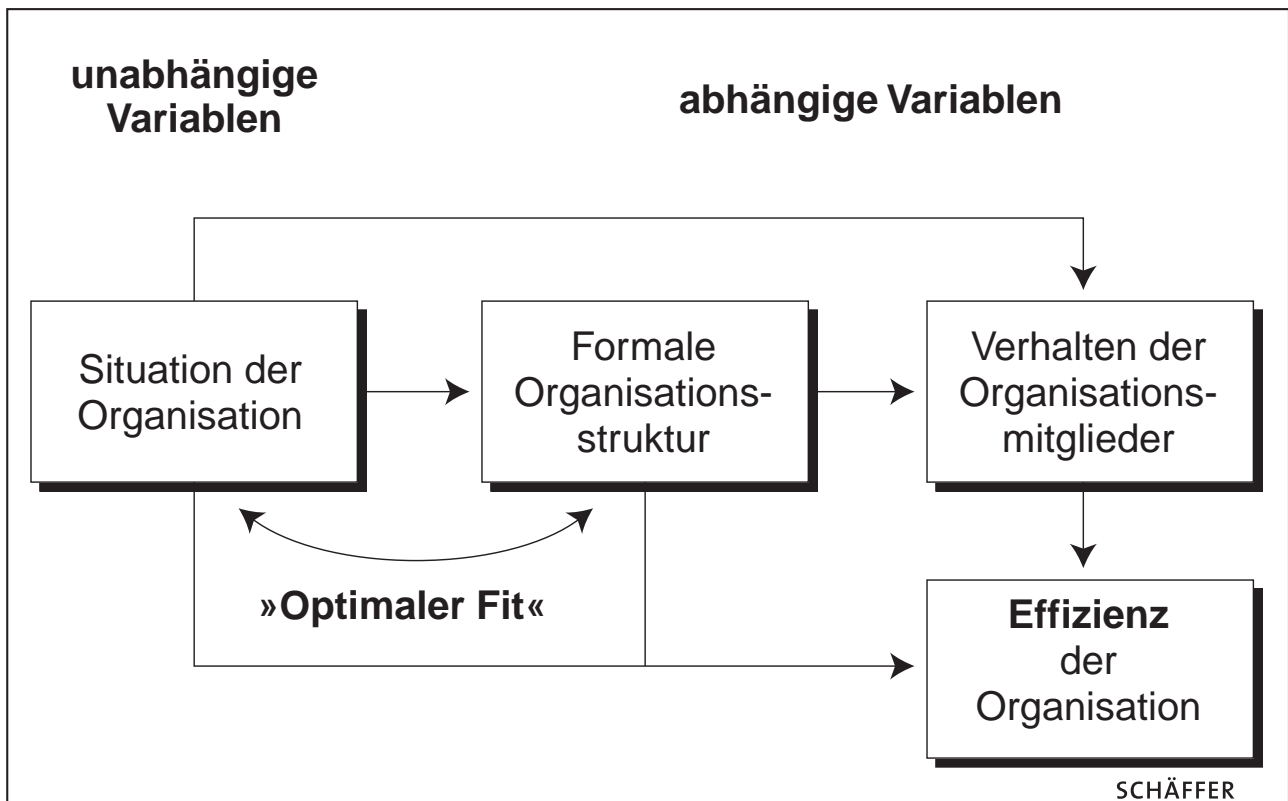 unabhängige
Variablen
abhängige Variablen
Situation der
Organisation
Formale
Organisations-
struktur
Verhalten der
Organisations-
mitglieder
»Optimaler Fit«
Effizienz
der
Organisation
SCHÄFFER